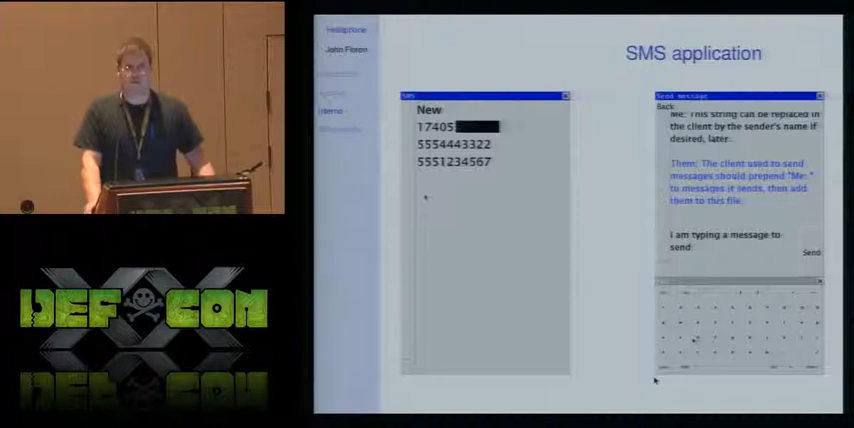 Hellaphone
John Floren
SMS application
SMS
New
17405
5554443322
5551234567
Send message
Back
Me: This string can be replaced in
the client by the sender's name if
desired, later.
Them: The client used to send
messages should prepend "Me: "
to messages it sends, then add
them to this file.
I am typing a message to
send
Send
DEFCON
XX